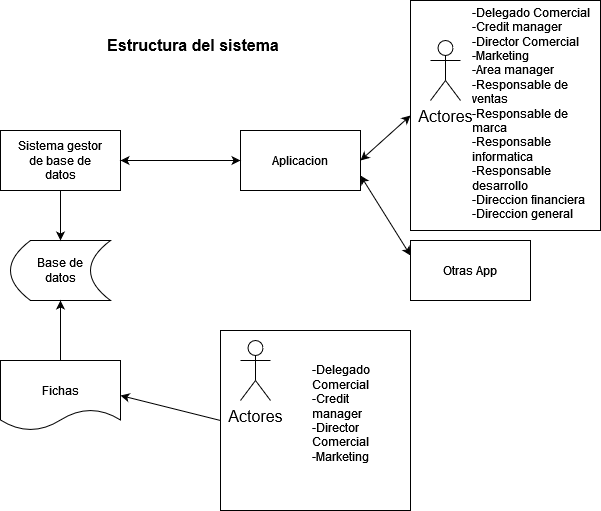 Estructura del sistema
-Delegado Comercial
-Credit manager
-Director Comercial
-Marketing
-Area manager
-Responsable de
ventas
-Responsable de
marca
-Responsable
informatica
-Responsable
desarrollo
-Direccion financiera
-Direccion general
Actores
Sistema gestor
de base de
datos
Aplicacion
Base de
datos
Otras App
Fichas
Actores
-Delegado
Comercial
-Credit
manager
-Director
Comercial
-Marketing